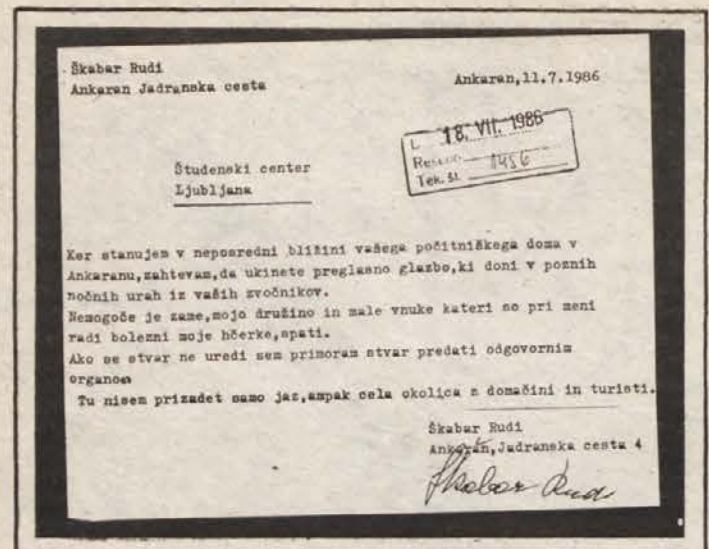 Škabar Rudi
Ankaran Jadranska cesta
Ankaran,11.7.1986
18. VII. 1986
1456
Tek. št.
Študenski center
Ljubljana
Ker stanujem v neposredni bližini vašega počitniškega doma v
Ankaranu,zahtevam,da ukinete preglasno glazbo,ki doni v poznih
nočnih urah iz vaših zvočnikov.
Nemogoče je zame,mojo družino in male vnuke kateri so pri meni
radi bolezni moje hčerke,spati.
Ako se stvar ne uredi sem primoram stvar predati odgovornim
organom
Tu nisem prizadet samo jaz,ampak cela okolica z domačini in turisti.
Škabar Rudi
Ankaran,Jadranska cesta 4
Škabar Rudi